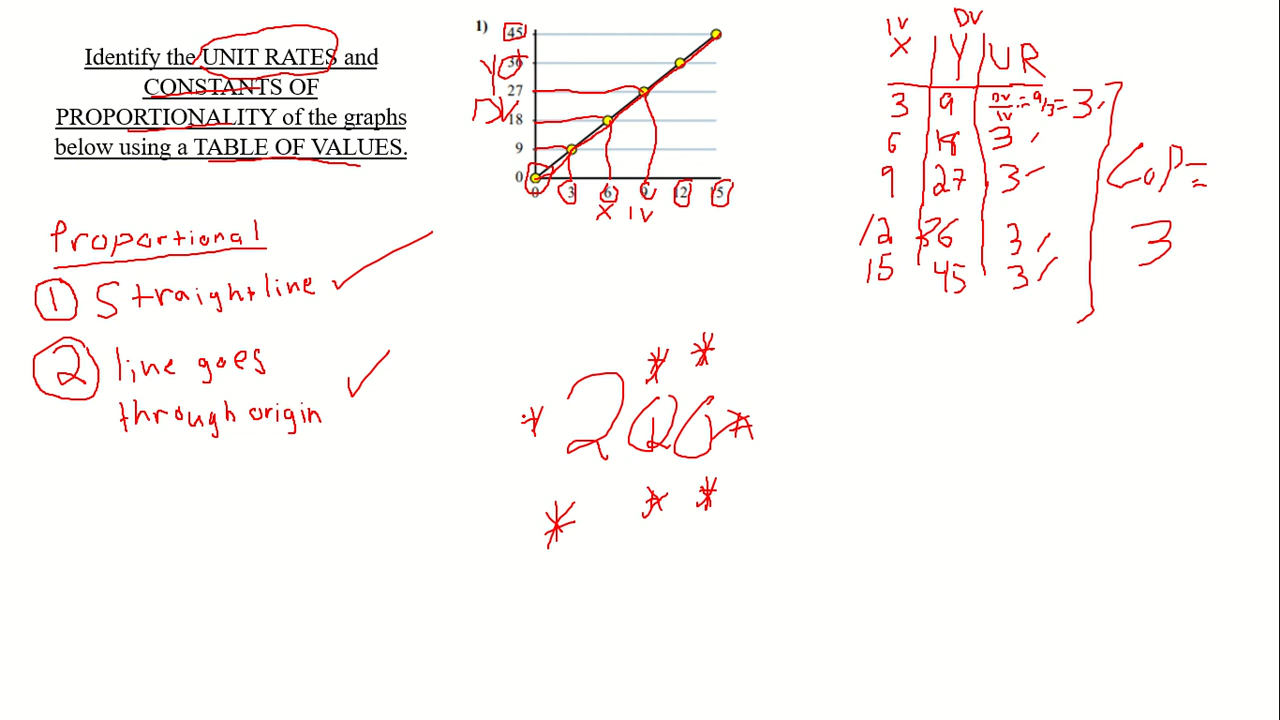 Identify the UNIT RATES and
CONSTANTS OF
PROPORTIONALITY of the graphs
below using a TABLE OF VALUES.
Proportional
1 Straight line
2 line goes
through origin
1)
45
36
27
18
9
0
0 3 6 9 12 15
Y
DV
X IV
IV DV
X Y UR
3 9 DV/IV = 9/3 = 3
6 18 3
9 27 3
12 36 3
15 45 3
CoP =
3